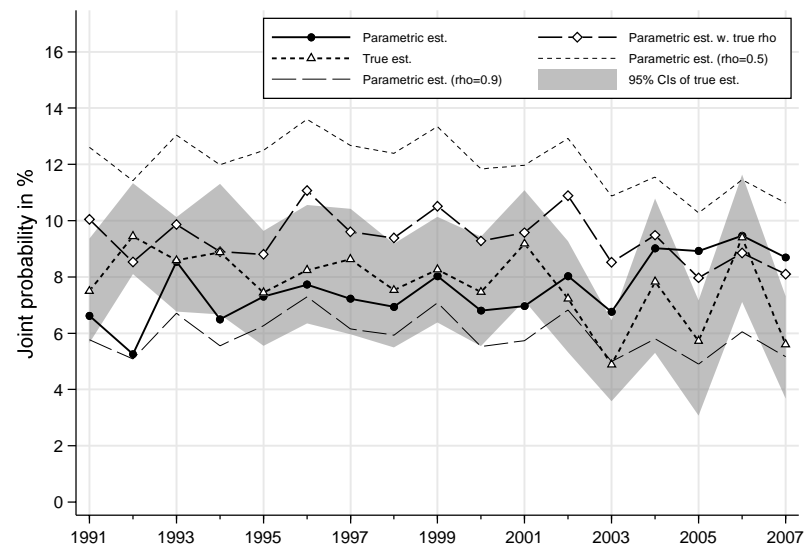 Parametric est.
Parametric est. w. true rho
True est.
Parametric est. (rho=0.5)
Parametric est. (rho=0.9)
95% CIs of true est.
Joint probability in %
16
14
12
10
8
6
4
2
0
1991 1993 1995 1997 1999 2001 2003 2005 2007